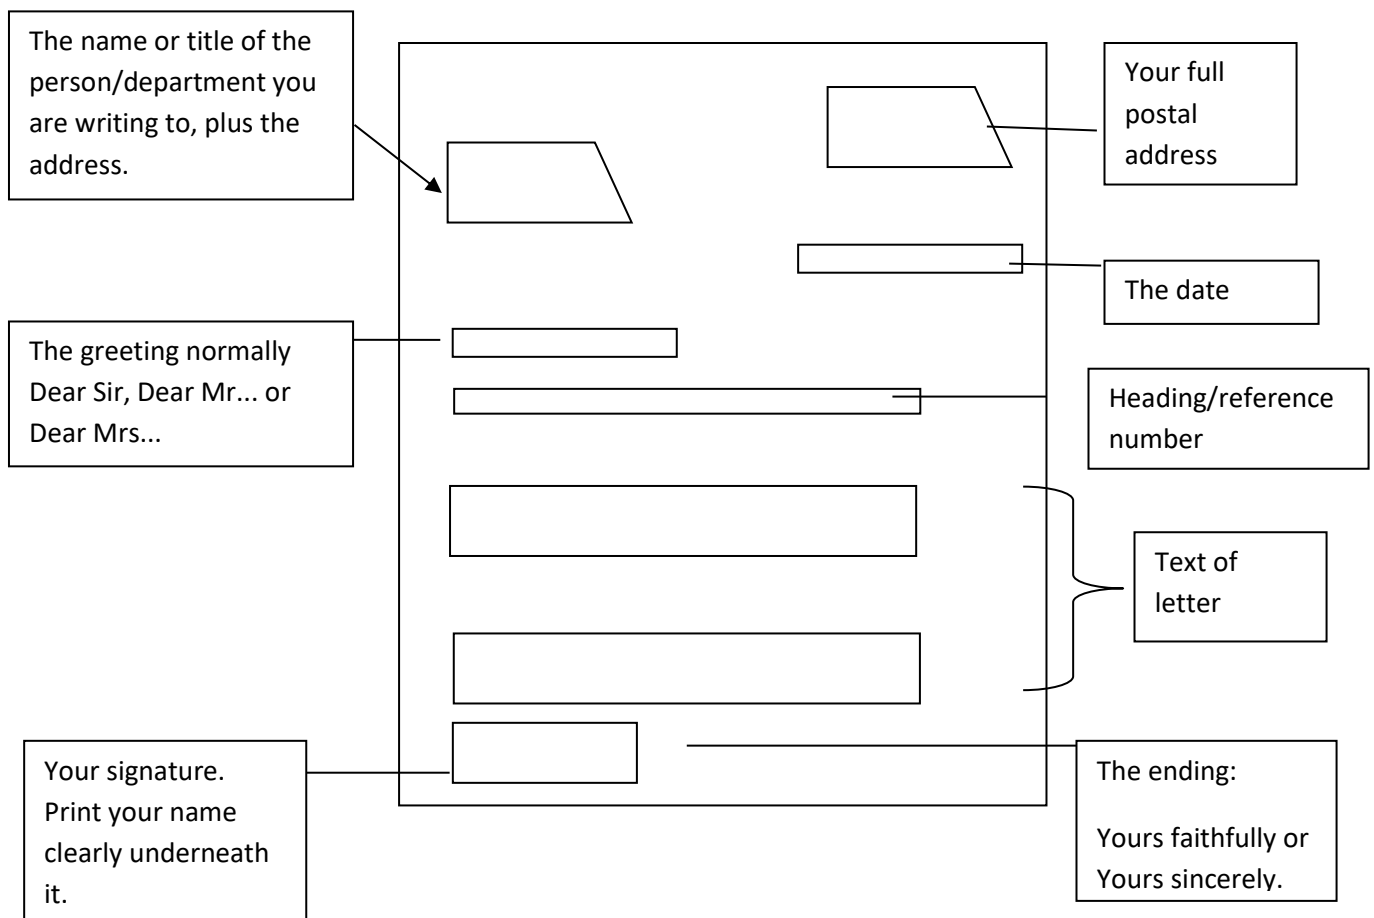 The name or title of the
person/department you
are writing to, plus the
address.
Your full
postal
address
The date
The greeting normally
Dear Sir, Dear Mr... or
Dear Mrs...
Heading/reference
number
Text of
letter
Your signature.
Print your name
clearly underneath
it.
The ending:
Yours faithfully or
Yours sincerely.